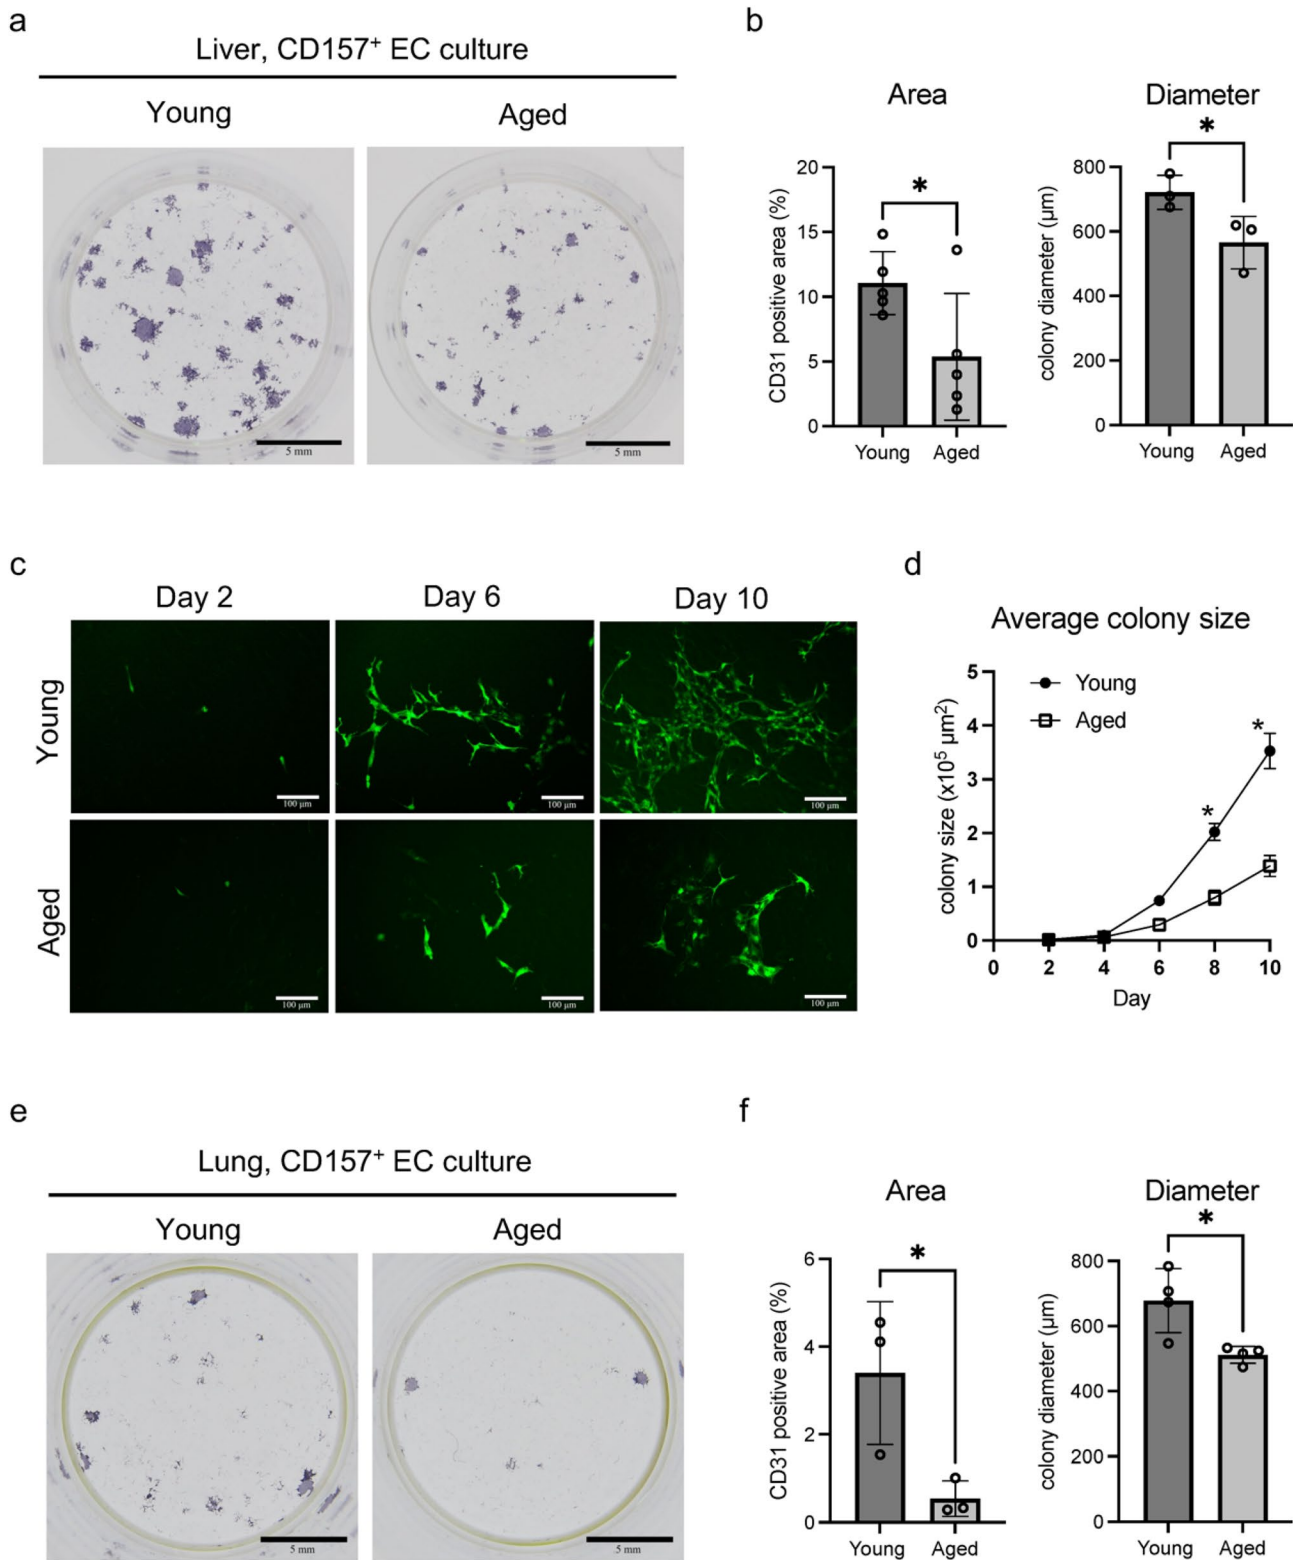 a
Liver, CD157⁺ EC culture
Young
Aged
5 mm
5 mm
b
Area
CD31 positive area (%)
20
15
10
5
0
*
Young
Aged
Diameter
colony diameter (μm)
800
600
400
200
0
*
Young
Aged
c
Day 2
Day 6
Day 10
Young
100 μm
100 μm
100 μm
Aged
100 μm
100 μm
100 μm
d
Average colony size
colony size (x10⁵ μm²)
5
4
3
2
1
0
Young
Aged
*
*
0
2
4
6
8
10
Day
e
Lung, CD157⁺ EC culture
Young
Aged
5 mm
5 mm
f
Area
CD31 positive area (%)
6
4
2
0
*
Young
Aged
Diameter
colony diameter (μm)
800
600
400
200
0
*
Young
Aged